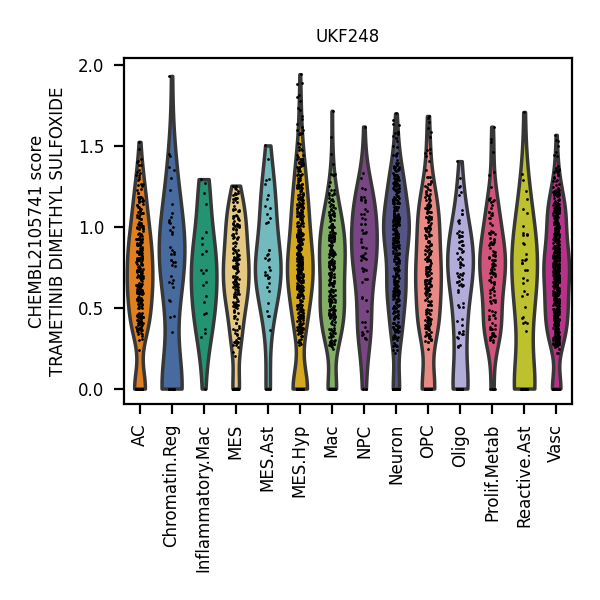 UKF248
CHEMBL2105741 score
TRAMETINIB DIMETHYL SULFOXIDE
2.0
1.5
1.0
0.5
0.0
AC
Chromatin.Reg
Inflammatory.Mac
MES
MES.Ast
MES.Hyp
Mac
NPC
Neuron
OPC
Oligo
Prolif.Metab
Reactive.Ast
Vasc